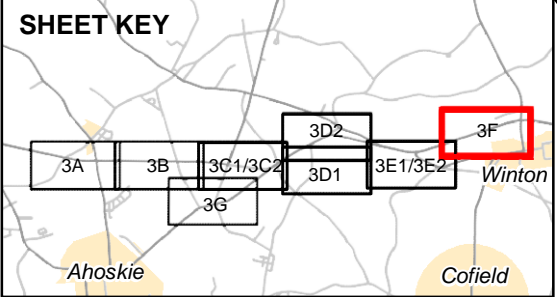 SHEET KEY
3D2
3F
3A
3B
3C1/3C2
3D1
3E1/3E2
Winton
3G
Ahoskie
Cofield